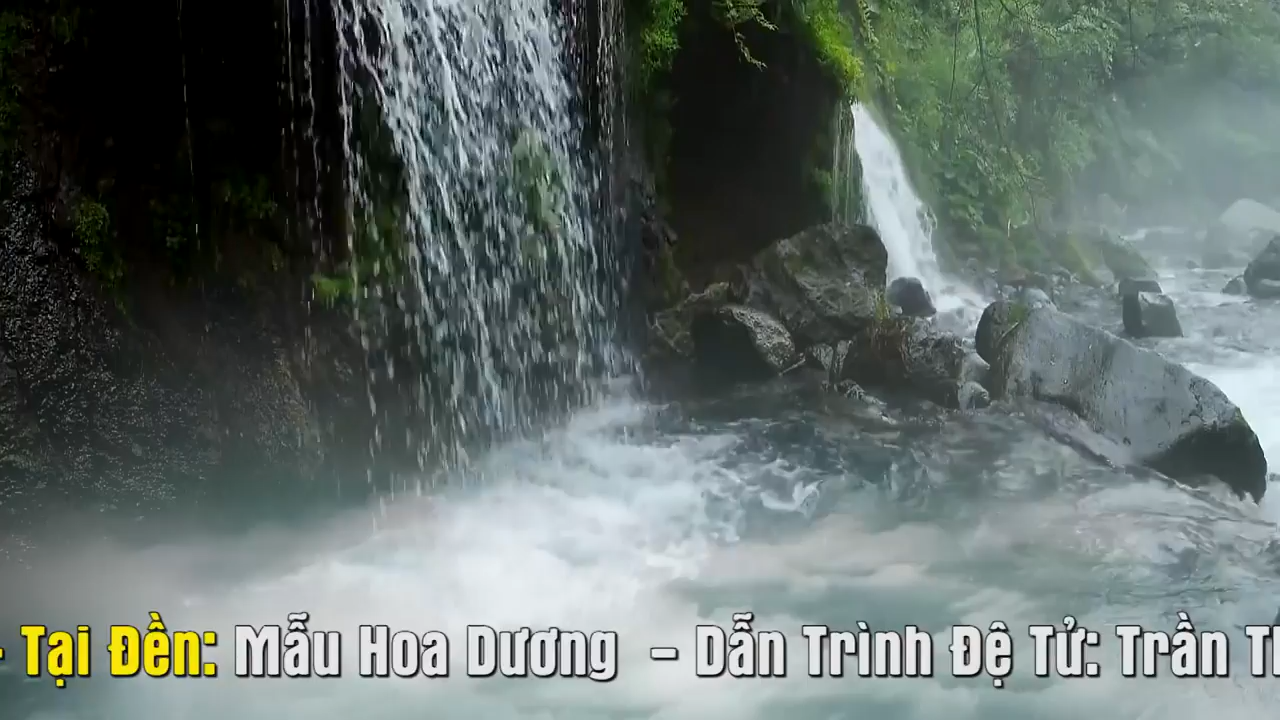 - Tại Đền: Mẫu Hoa Dương - Dẫn Trình Đệ Tử: Trần